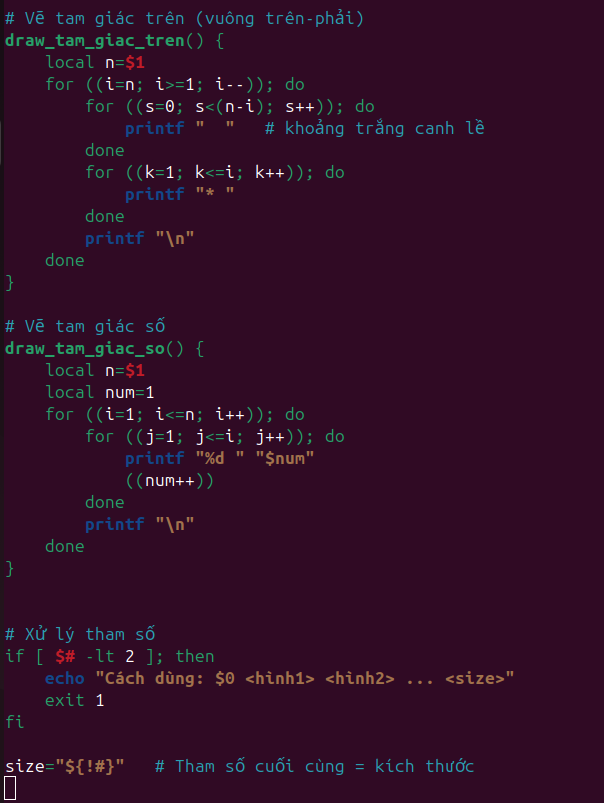 # Vẽ tam giác trên (vuông trên-phải)
draw_tam_giac_tren() {
    local n=$1
    for ((i=n; i>=1; i--)); do
        for ((s=0; s<(n-i); s++)); do
            printf "  "   # khoảng trắng canh lề
        done
        for ((k=1; k<=i; k++)); do
            printf "* "
        done
        printf "\n"
    done
}

# Vẽ tam giác số
draw_tam_giac_so() {
    local n=$1
    local num=1
    for ((i=1; i<=n; i++)); do
        for ((j=1; j<=i; j++)); do
            printf "%d " "$num"
            ((num++))
        done
        printf "\n"
    done
}

# Xử lý tham số
if [ $# -lt 2 ]; then
    echo "Cách dùng: $0 <hình1> <hình2> ... <size>"
    exit 1
fi

size="${!#}"   # Tham số cuối cùng = kích thước